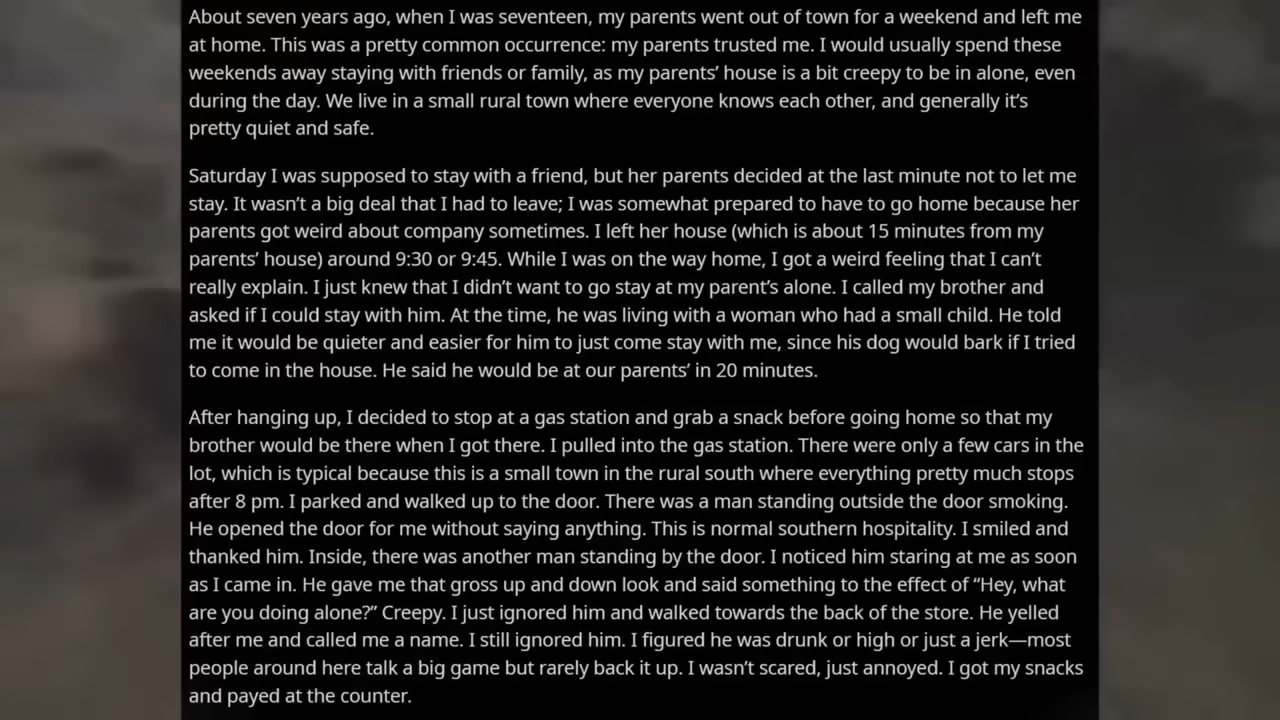 About seven years ago, when I was seventeen, my parents went out of town for a weekend and left me
at home. This was a pretty common occurrence: my parents trusted me. I would usually spend these
weekends away staying with friends or family, as my parents’ house is a bit creepy to be in alone, even
during the day. We live in a small rural town where everyone knows each other, and generally it’s
pretty quiet and safe.
Saturday I was supposed to stay with a friend, but her parents decided at the last minute not to let me
stay. It wasn’t a big deal that I had to leave; I was somewhat prepared to have to go home because her
parents got weird about company sometimes. I left her house (which is about 15 minutes from my
parents’ house) around 9:30 or 9:45. While I was on the way home, I got a weird feeling that I can’t
really explain. I just knew that I didn’t want to go stay at my parent’s alone. I called my brother and
asked if I could stay with him. At the time, he was living with a woman who had a small child. He told
me it would be quieter and easier for him to just come stay with me, since his dog would bark if I tried
to come in the house. He said he would be at our parents’ in 20 minutes.
After hanging up, I decided to stop at a gas station and grab a snack before going home so that my
brother would be there when I got there. I pulled into the gas station. There were only a few cars in the
lot, which is typical because this is a small town in the rural south where everything pretty much stops
after 8 pm. I parked and walked up to the door. There was a man standing outside the door smoking.
He opened the door for me without saying anything. This is normal southern hospitality. I smiled and
thanked him. Inside, there was another man standing by the door. I noticed him staring at me as soon
as I came in. He gave me that gross up and down look and said something to the effect of “Hey, what
are you doing alone?” Creepy. I just ignored him and walked towards the back of the store. He yelled
after me and called me a name. I still ignored him. I figured he was drunk or high or just a jerk—most
people around here talk a big game but rarely back it up. I wasn’t scared, just annoyed. I got my snacks
and payed at the counter.